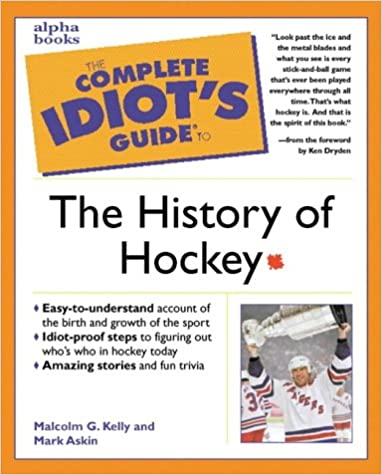 alpha
books
THE
COMPLETE
IDIOT'S
GUIDE® TO
"Look past the ice and
the metal blades and
what you see is every
stick-and-ball game
that's ever been played
everywhere through
all time. That's what
hockey is. And that is
the spirit of this book."
—from the foreword
by Ken Dryden
The History of
Hockey
Easy-to-understand account of
the birth and growth of the sport
Idiot-proof steps to figuring out
who's who in hockey today
Amazing stories and fun trivia
Malcolm G. Kelly and
Mark Askin